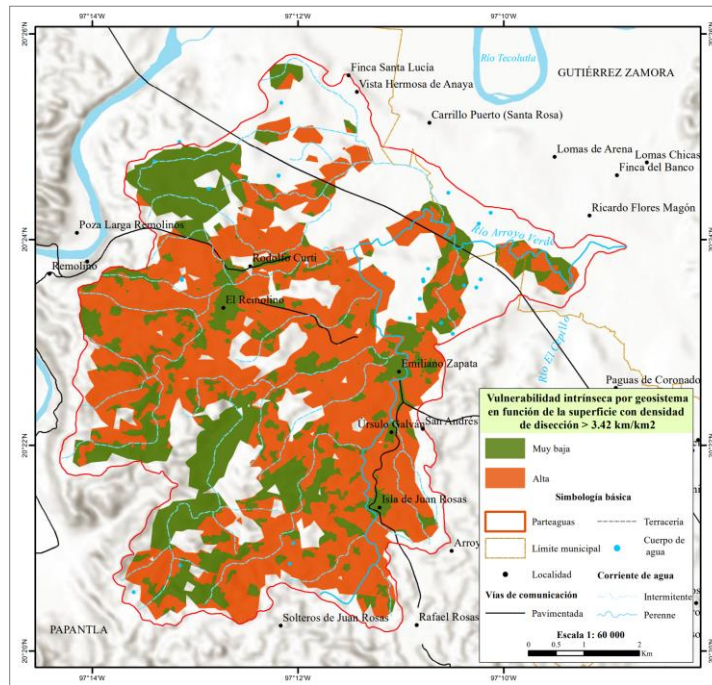 97°14'W
97°12'W
97°10'W
20°26'N
20°26'N
Finca Santa Lucía
Vista Hermosa de Anaya
Río Tecolutla
GUTIÉRREZ ZAMORA
Carrillo Puerto (Santa Rosa)
Lomas de Arena
Lomas Chicas
Finca del Banco
Ricardo Flores Magón
20°24'N
20°24'N
Poza Larga Remolinos
Río Arroyo Verde
Remolino
Rodolfo Curti
El Remolino
Río El Cepillo
Emiliano Zapata
Paguas de Coronado
20°22'N
Úrsulo Galván
San Andrés
Isla de Juan Rosas
Arroy
Solteros de Juan Rosas
Rafael Rosas
PAPANTLA
20°20'N
97°14'W
97°12'W
97°10'W
Vulnerabilidad intrínseca por geosistema
en función de la superficie con densidad
de disección > 3.42 km/km2
Muy baja
Alta
Simbología básica
Parteaguas
Terracería
Límite municipal
Cuerpo de
agua
Localidad
Corriente de agua
Vías de comunicación
Intermitente
Pavimentada
Perenne
Escala 1: 60 000
0 0.5 1 2
Km